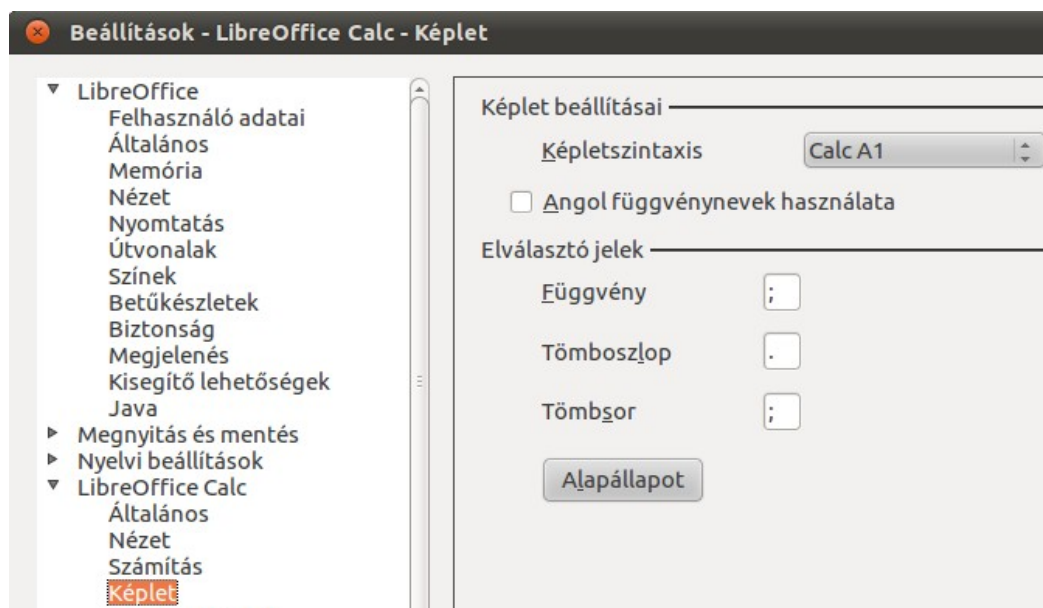 Beállítások - LibreOffice Calc - Képlet
LibreOffice
Felhasználó adatai
Általános
Memória
Nézet
Nyomtatás
Útvonalak
Színek
Betűkészletek
Biztonság
Megjelenés
Kisegítő lehetőségek
Java
Megnyitás és mentés
Nyelvi beállítások
LibreOffice Calc
Általános
Nézet
Számítás
Képlet
Képlet beállításai
Képletszintaxis Calc A1
Angol függvénynevek használata
Elválasztó jelek
Függvény ;
Tömboszlop .
Tömbsor ;
Alapállapot